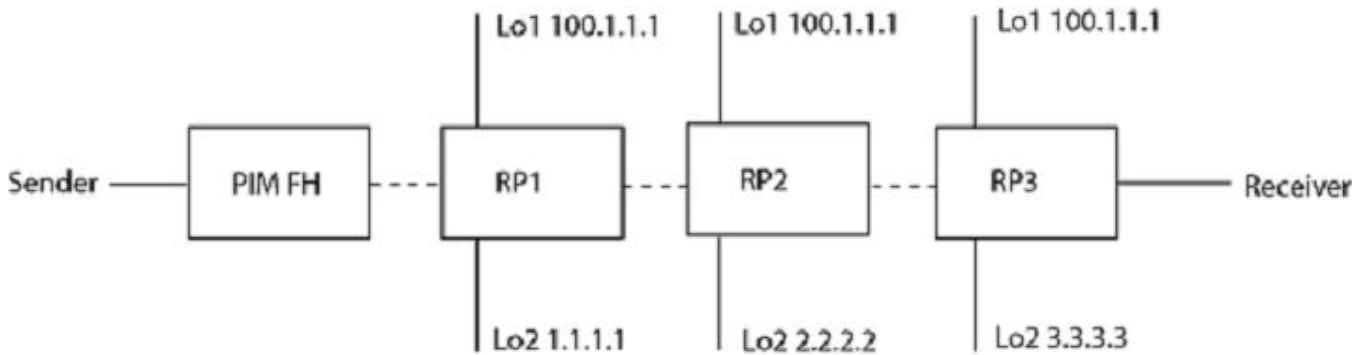 Lo1 100.1.1.1
Lo1 100.1.1.1
Lo1 100.1.1.1
Sender
PIM FH
RP1
RP2
RP3
Receiver
Lo2 1.1.1.1
Lo2 2.2.2.2
Lo2 3.3.3.3